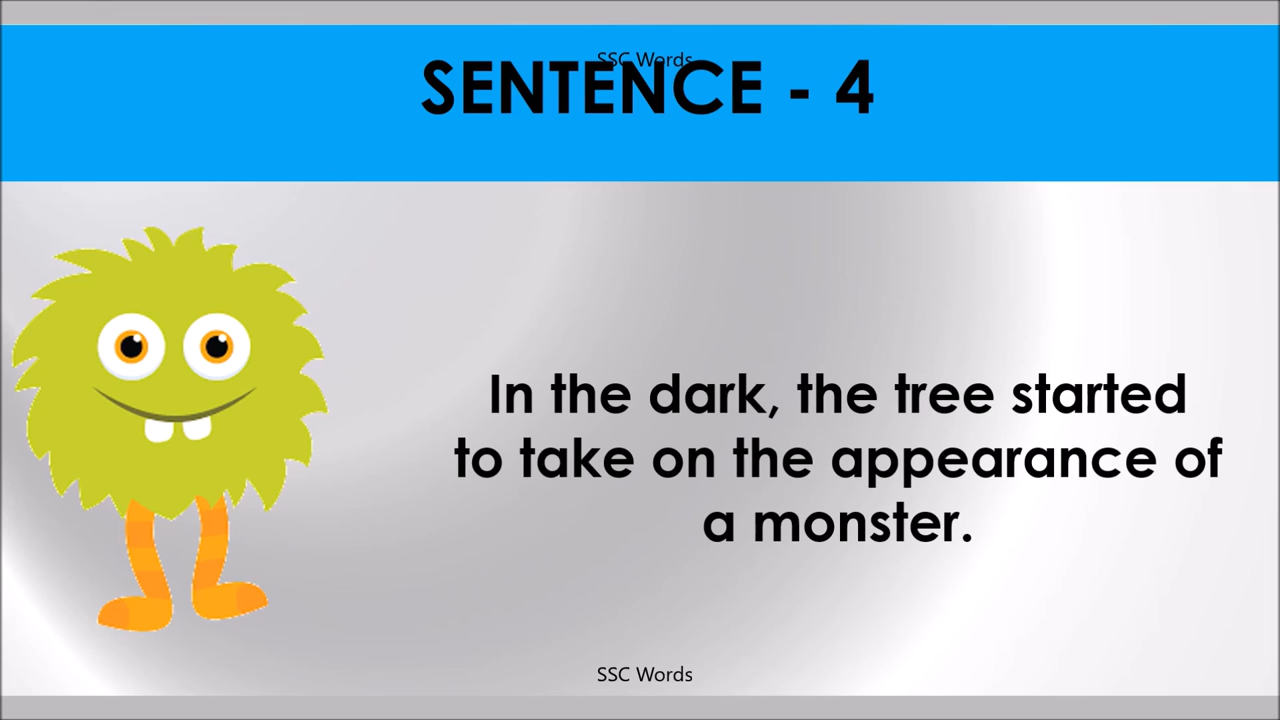 SSC Words
SENTENCE - 4
In the dark, the tree started
to take on the appearance of
a monster.
SSC Words